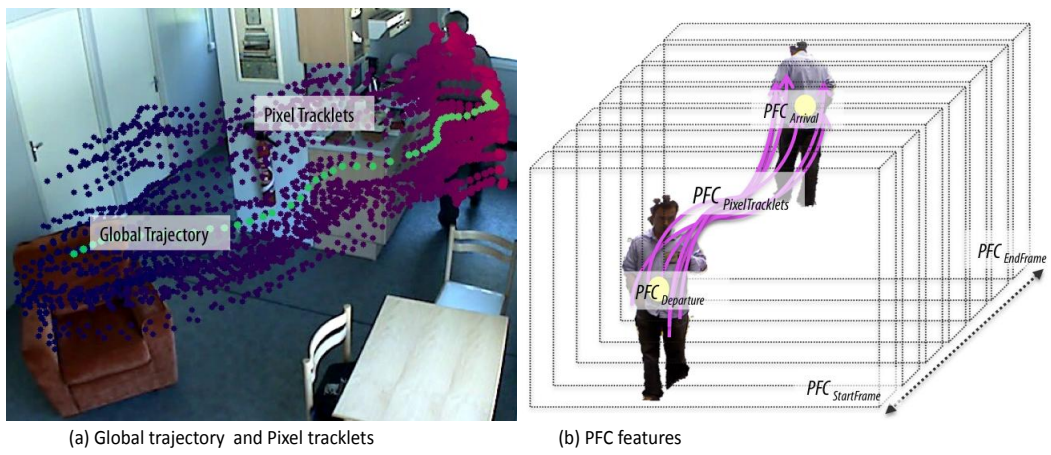 Pixel Tracklets
Global Trajectory
(a) Global trajectory and Pixel tracklets
PFC Arrival
PFC PixelTracklets
PFC EndFrame
PFC Departure
PFC StartFrame
(b) PFC features